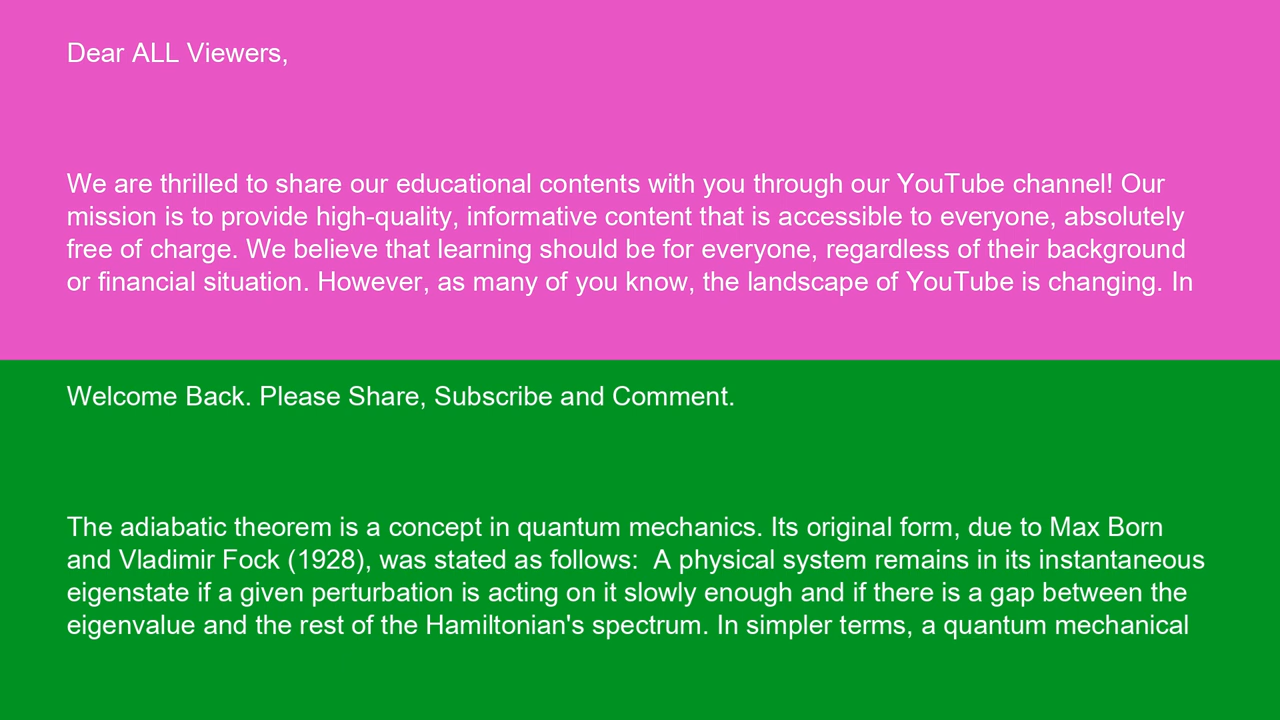 Dear ALL Viewers,
We are thrilled to share our educational contents with you through our YouTube channel! Our
mission is to provide high-quality, informative content that is accessible to everyone, absolutely
free of charge. We believe that learning should be for everyone, regardless of their background
or financial situation. However, as many of you know, the landscape of YouTube is changing. In
Welcome Back. Please Share, Subscribe and Comment.
The adiabatic theorem is a concept in quantum mechanics. Its original form, due to Max Born
and Vladimir Fock (1928), was stated as follows:  A physical system remains in its instantaneous
eigenstate if a given perturbation is acting on it slowly enough and if there is a gap between the
eigenvalue and the rest of the Hamiltonian's spectrum. In simpler terms, a quantum mechanical